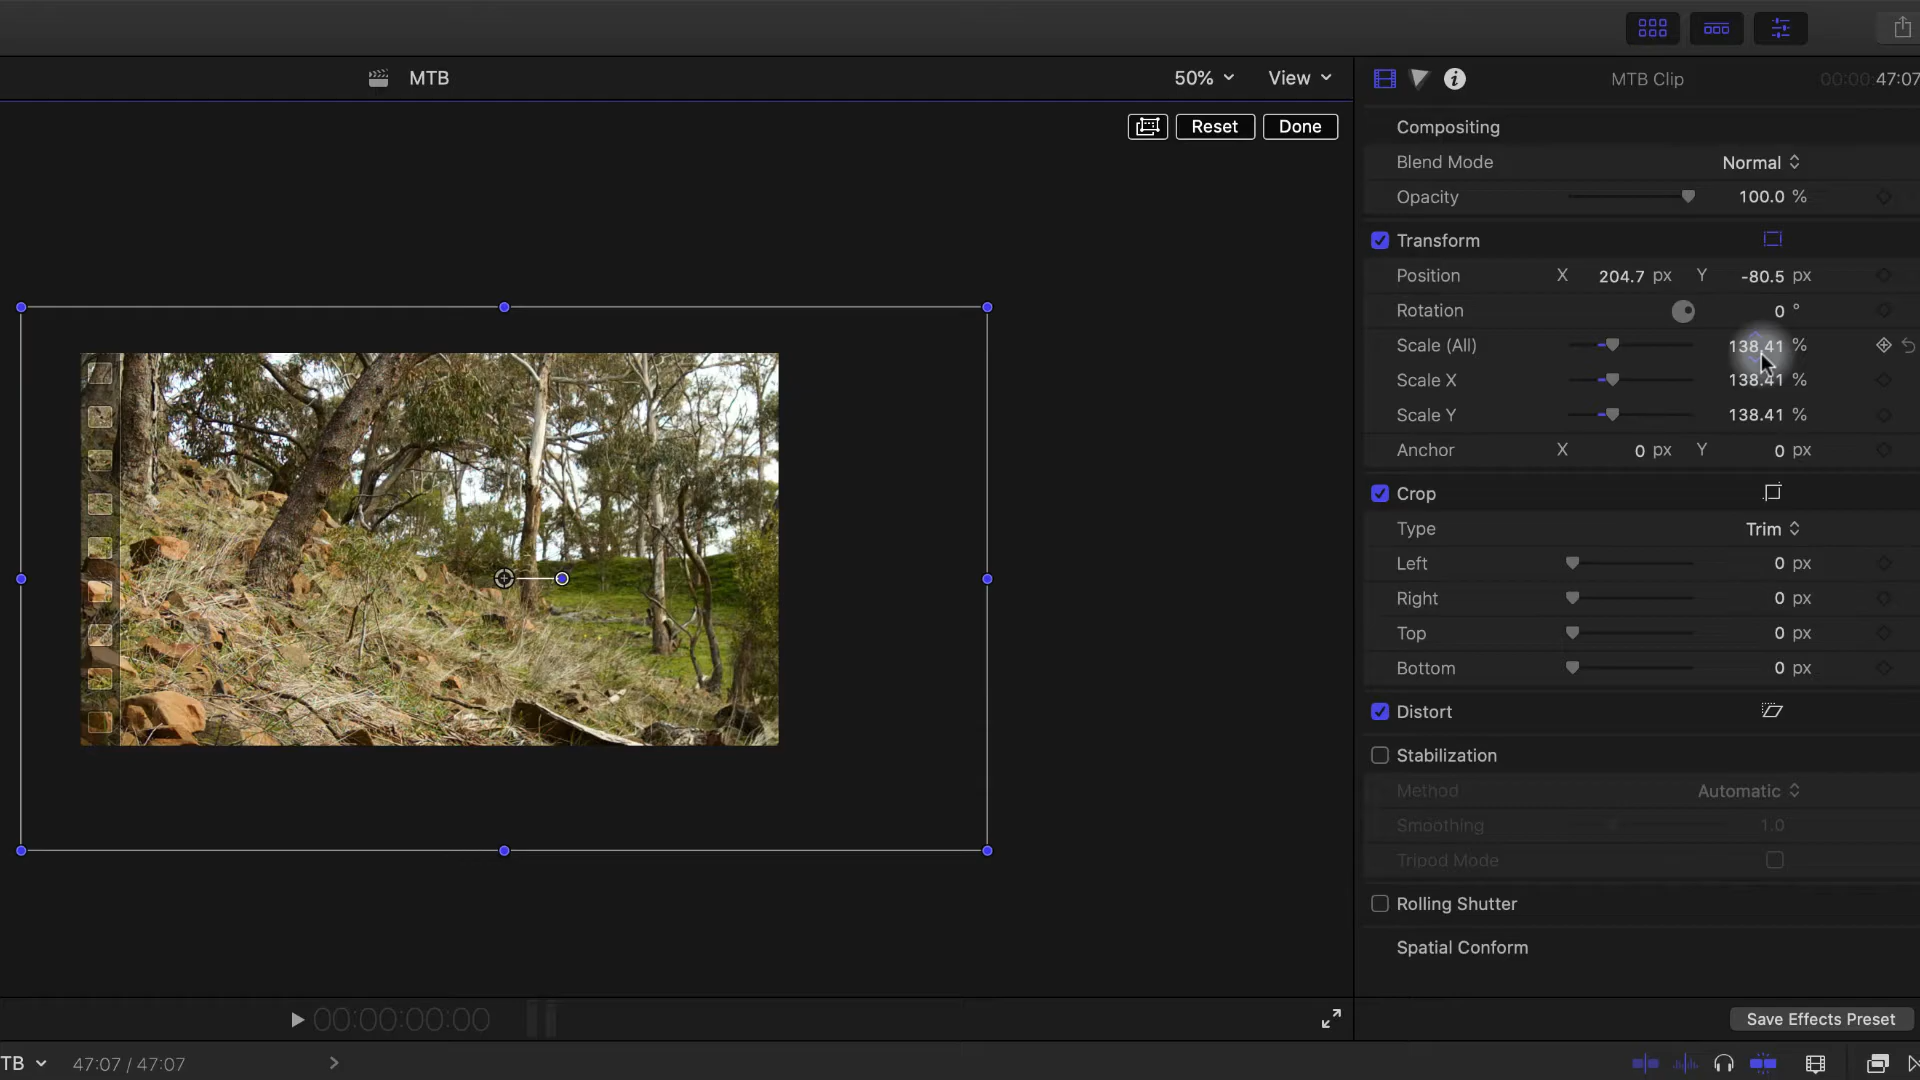 MTB
50%
View
MTB Clip
00:00:47:07
Reset
Done
Compositing
Blend Mode Normal
Opacity 100.0 %
Transform
Position X 204.7 px Y -80.5 px
Rotation 0 °
Scale (All) 138.41 %
Scale X 138.41 %
Scale Y 138.41 %
Anchor X 0 px Y 0 px
Crop
Type Trim
Left 0 px
Right 0 px
Top 0 px
Bottom 0 px
Distort
Stabilization
Method Automatic
Smoothing 1.0
Tripod Mode
Rolling Shutter
Spatial Conform
00:00:00:00
Save Effects Preset
TB 47:07 / 47:07